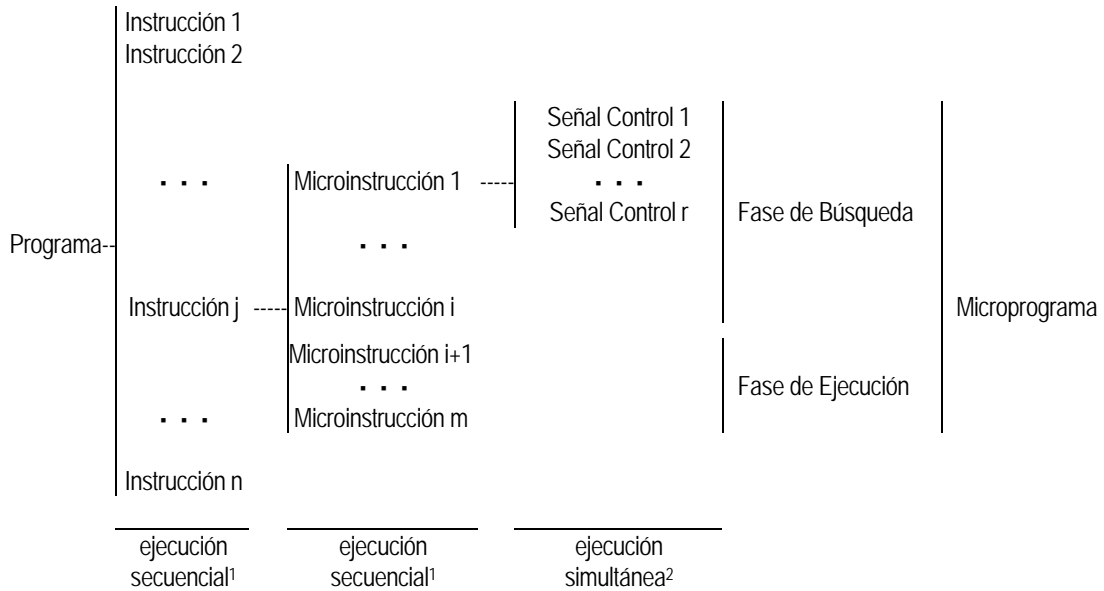 Instrucción 1
Instrucción 2
Señal Control 1
Señal Control 2
. . .
Microinstrucción 1 -----
. . .
Señal Control r
Fase de Búsqueda
Programa--
. . .
Instrucción j -----
Microinstrucción i
Microprograma
Microinstrucción i+1
. . .
Fase de Ejecución
. . .
Microinstrucción m
Instrucción n
ejecución
secuencial1
ejecución
secuencial1
ejecución
simultánea2